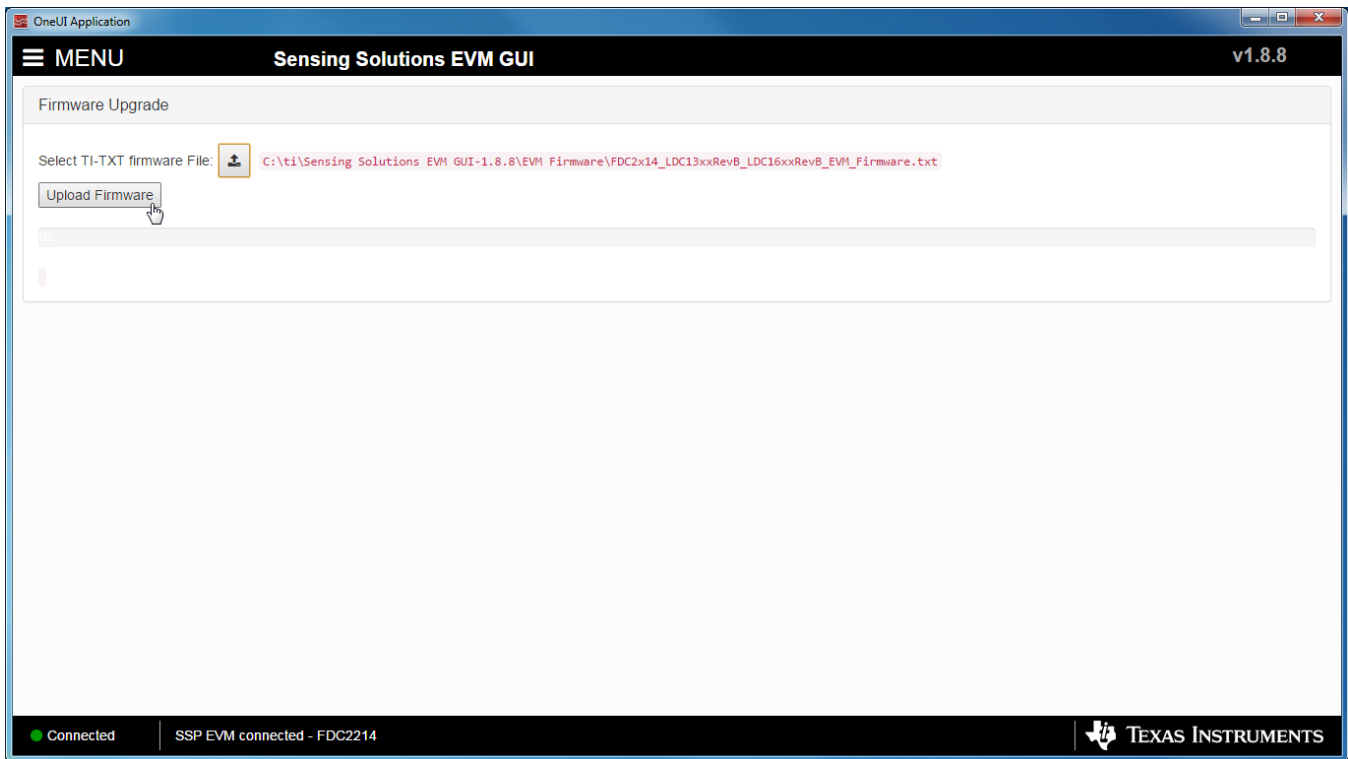 OneUI Application
MENU
Sensing Solutions EVM GUI
v1.8.8
Firmware Upgrade
Select TI-TXT firmware File: C:\ti\Sensing Solutions EVM GUI-1.8.8\EVM Firmware\FDC2x14_LDC13xxRevB_LDC16xxRevB_EVM_Firmware.txt
Upload Firmware
Connected
SSP EVM connected - FDC2214
TEXAS INSTRUMENTS